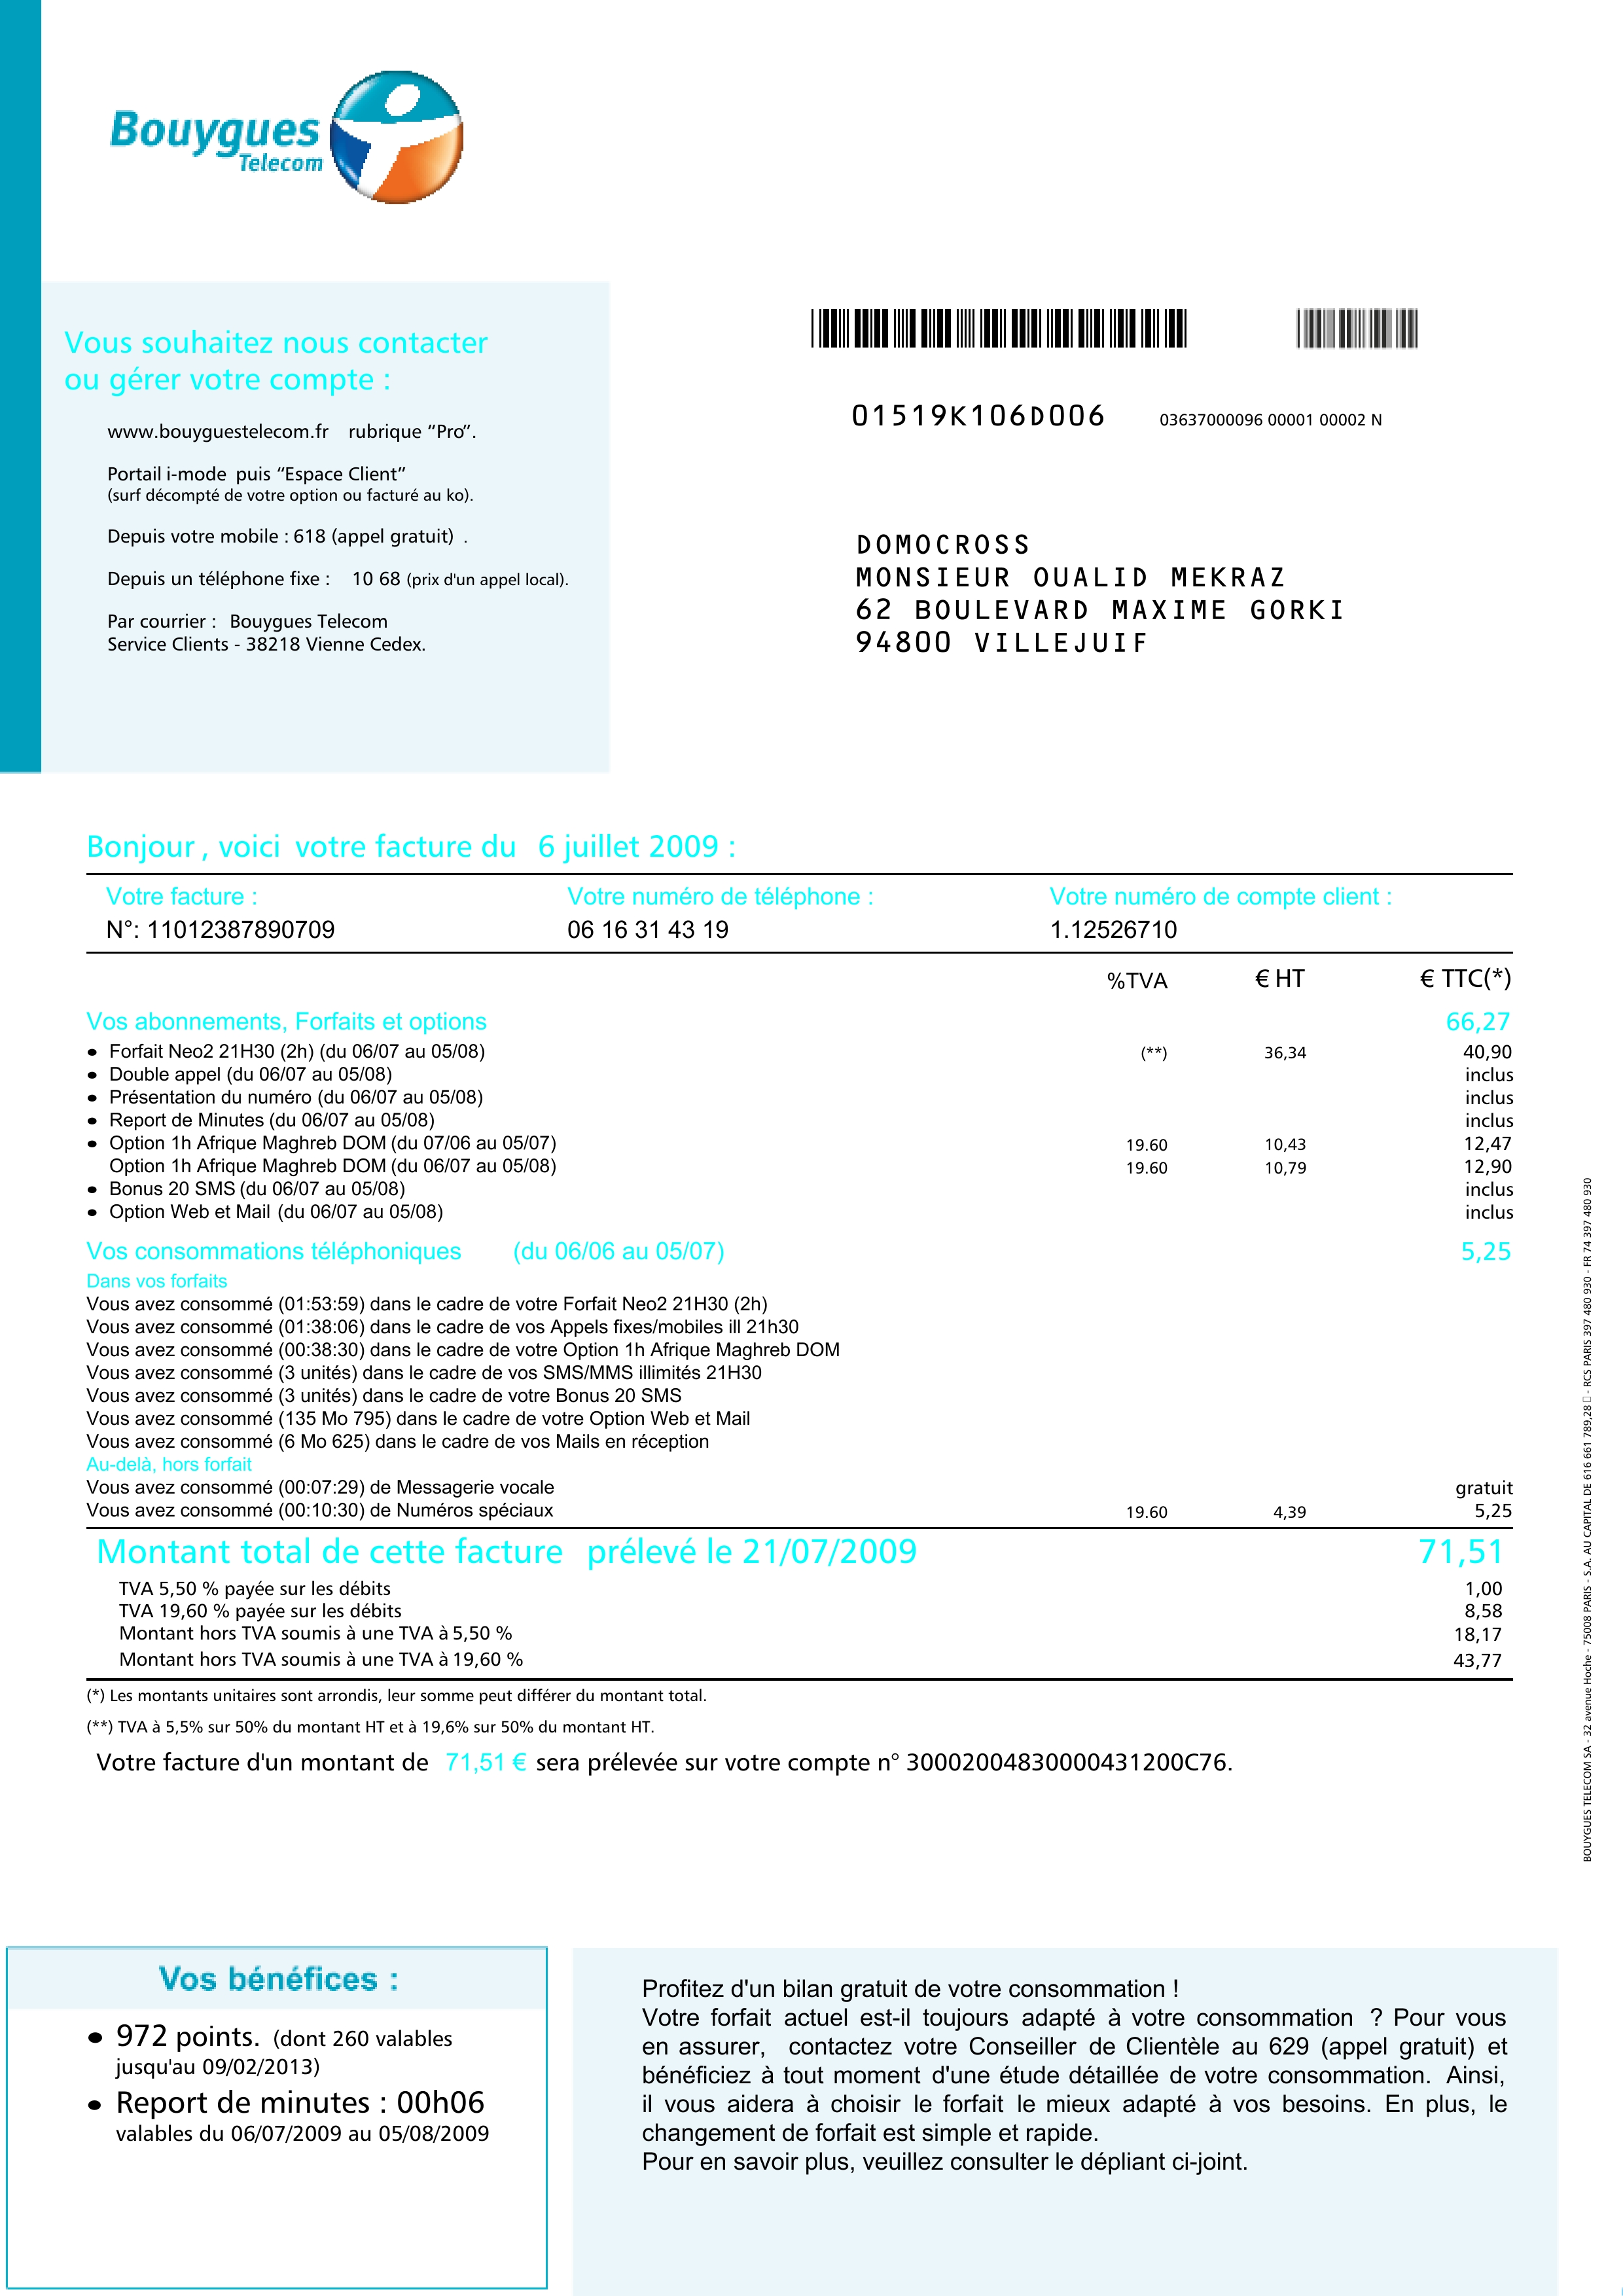 Bouygues
Telecom
Vous souhaitez nous contacter
ou gérer votre compte :
www.bouyguestelecom.fr rubrique “Pro”.
Portail i-mode puis “Espace Client”
(surf décompté de votre option ou facturé au ko).
Depuis votre mobile : 618 (appel gratuit) .
Depuis un téléphone fixe : 10 68 (prix d'un appel local).
Par courrier : Bouygues Telecom
Service Clients - 38218 Vienne Cedex.
01519K106D006 03637000096 00001 00002 N
DOMOCROSS
MONSIEUR OUALID MEKRAZ
62 BOULEVARD MAXIME GORKI
94800 VILLEJUIF
Bonjour , voici votre facture du 6 juillet 2009 :
Votre facture : Votre numéro de téléphone : Votre numéro de compte client :
N°: 11012387890709 06 16 31 43 19 1.12526710
%TVA € HT € TTC(*)
Vos abonnements, Forfaits et options 66,27
• Forfait Neo2 21H30 (2h) (du 06/07 au 05/08) (**) 36,34 40,90
• Double appel (du 06/07 au 05/08) inclus
• Présentation du numéro (du 06/07 au 05/08) inclus
• Report de Minutes (du 06/07 au 05/08) inclus
• Option 1h Afrique Maghreb DOM (du 07/06 au 05/07) 19.60 10,43 12,47
Option 1h Afrique Maghreb DOM (du 06/07 au 05/08) 19.60 10,79 12,90
• Bonus 20 SMS (du 06/07 au 05/08) inclus
• Option Web et Mail (du 06/07 au 05/08) inclus
Vos consommations téléphoniques (du 06/06 au 05/07) 5,25
Dans vos forfaits
Vous avez consommé (01:53:59) dans le cadre de votre Forfait Neo2 21H30 (2h)
Vous avez consommé (01:38:06) dans le cadre de vos Appels fixes/mobiles ill 21h30
Vous avez consommé (00:38:30) dans le cadre de votre Option 1h Afrique Maghreb DOM
Vous avez consommé (3 unités) dans le cadre de vos SMS/MMS illimités 21H30
Vous avez consommé (3 unités) dans le cadre de votre Bonus 20 SMS
Vous avez consommé (135 Mo 795) dans le cadre de votre Option Web et Mail
Vous avez consommé (6 Mo 625) dans le cadre de vos Mails en réception
Au-delà, hors forfait
Vous avez consommé (00:07:29) de Messagerie vocale gratuit
Vous avez consommé (00:10:30) de Numéros spéciaux 19.60 4,39 5,25
Montant total de cette facture prélevé le 21/07/2009 71,51
TVA 5,50 % payée sur les débits 1,00
TVA 19,60 % payée sur les débits 8,58
Montant hors TVA soumis à une TVA à 5,50 % 18,17
Montant hors TVA soumis à une TVA à 19,60 % 43,77
(*) Les montants unitaires sont arrondis, leur somme peut différer du montant total.
(**) TVA à 5,5% sur 50% du montant HT et à 19,6% sur 50% du montant HT.
Votre facture d'un montant de 71,51 € sera prélevée sur votre compte n° 30002004830000431200C76.
BOUYGUES TELECOM SA - 32 avenue Hoche - 75008 PARIS - S.A. AU CAPITAL DE 616 661 789,28 - RCS PARIS 397 480 930 - FR 74 397 480 930
Vos bénéfices :
• 972 points. (dont 260 valables
jusqu'au 09/02/2013)
• Report de minutes : 00h06
valables du 06/07/2009 au 05/08/2009
Profitez d'un bilan gratuit de votre consommation !
Votre forfait actuel est-il toujours adapté à votre consommation ? Pour vous
en assurer, contactez votre Conseiller de Clientèle au 629 (appel gratuit) et
bénéficiez à tout moment d'une étude détaillée de votre consommation. Ainsi,
il vous aidera à choisir le forfait le mieux adapté à vos besoins. En plus, le
changement de forfait est simple et rapide.
Pour en savoir plus, veuillez consulter le dépliant ci-joint.